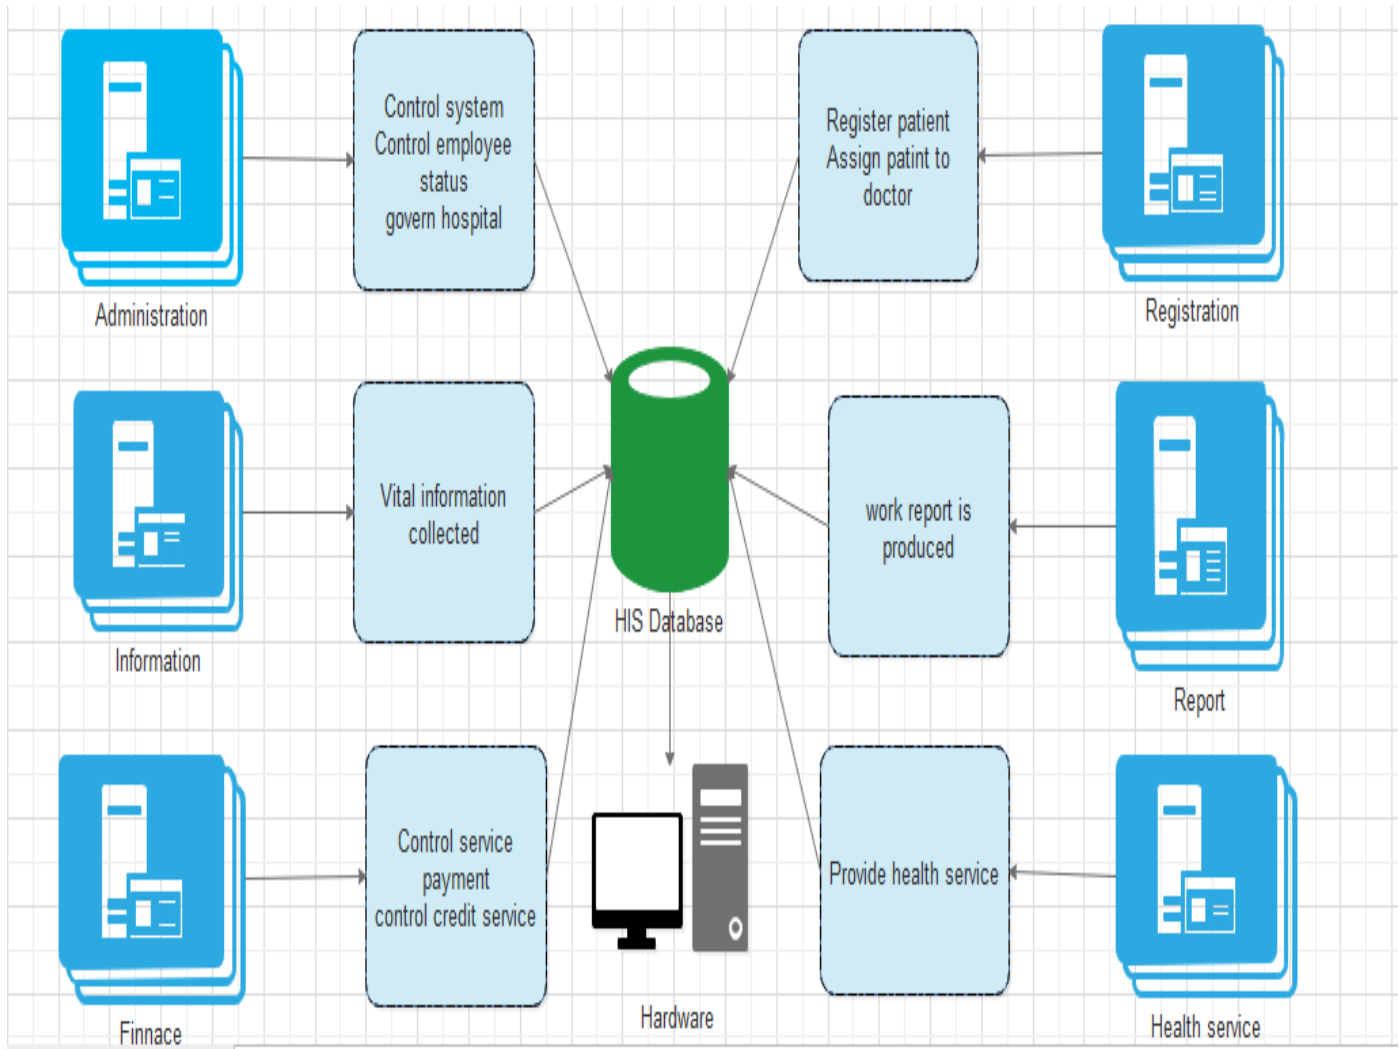 Control system
Control employee
status
govern hospital
Register patient
Assign patint to
doctor
Administration
Registration
Vital information
collected
work report is
produced
HIS Database
Information
Report
Control service
payment
control credit service
Provide health service
Hardware
Finnace
Health service